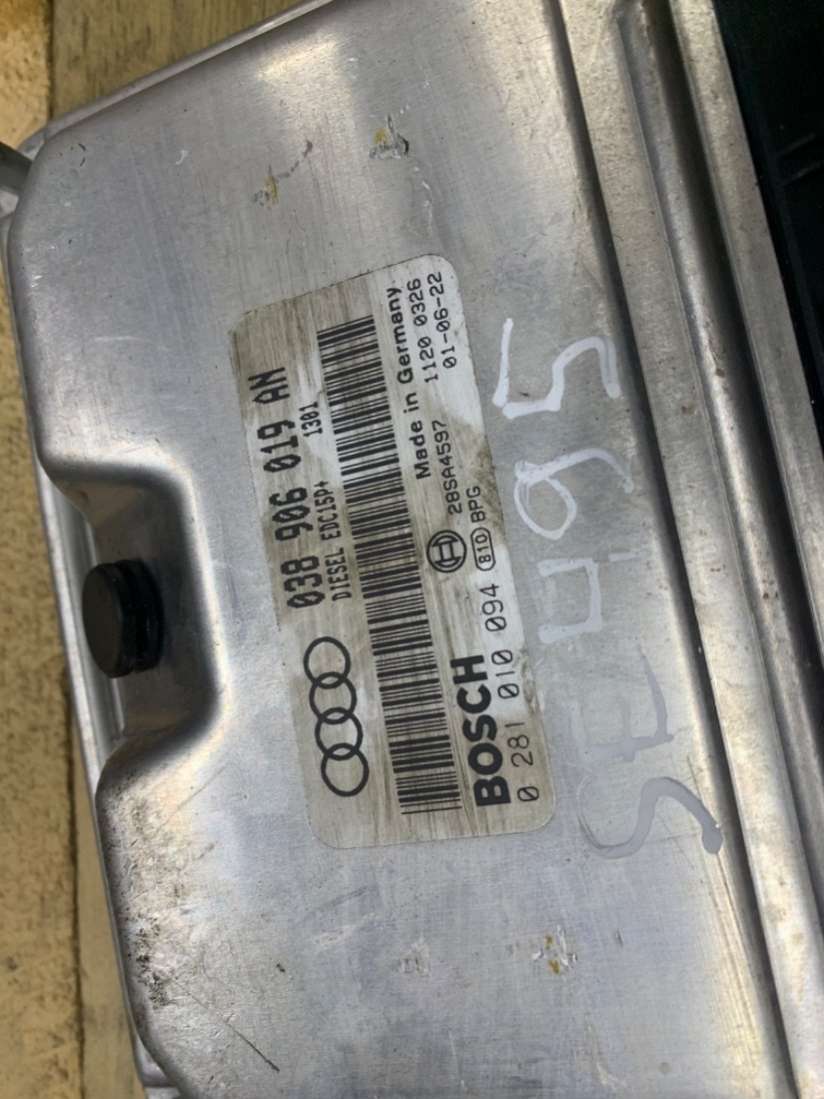 038 906 019 AN
DIESEL EDC15P+ 1301
Made in Germany
28SA4597 1120 0326
BPG 01-06-22
810
BOSCH
0 281 010 094
SE495